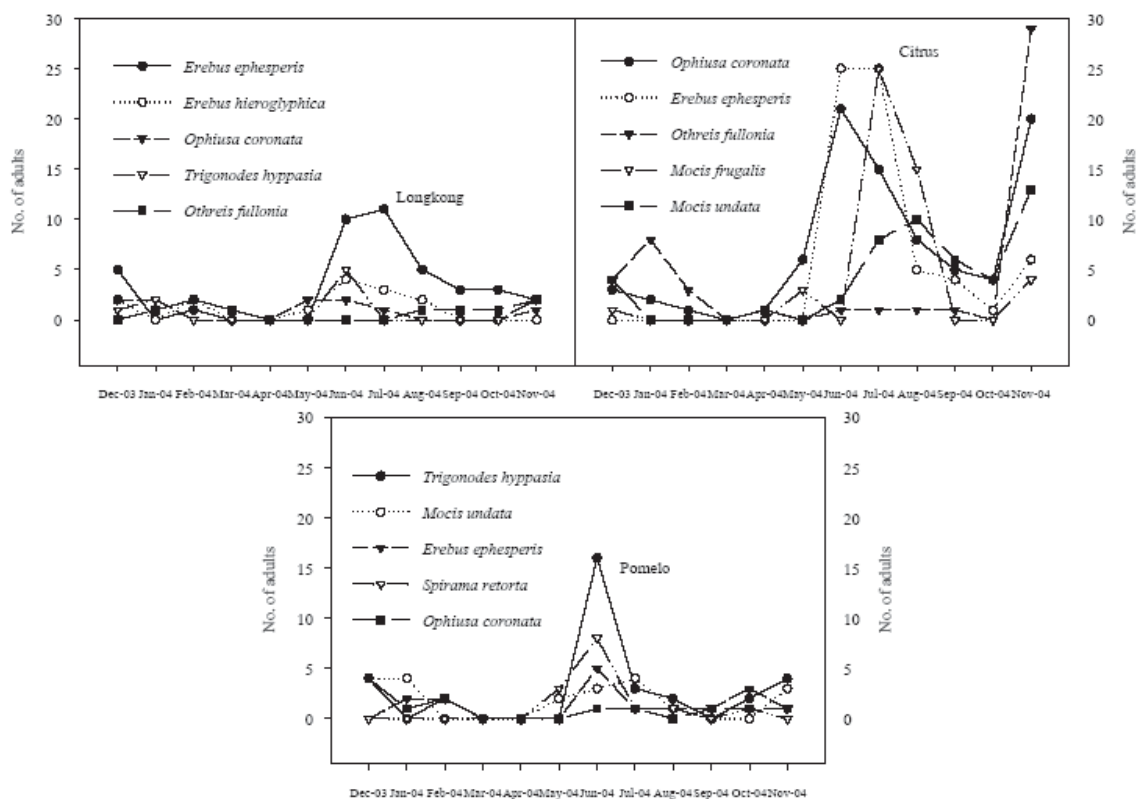 30
25
20
15
10
5
0
No. of adults
Erebus ephesperis
Erebus hieroglyphica
Ophiusa coronata
Trigonodes hyppasia
Othreis fullonia
Longkong
Dec-03 Jan-04 Feb-04 Mar-04 Apr-04 May-04 Jun-04 Jul-04 Aug-04 Sep-04 Oct-04 Nov-04
Citrus
Ophiusa coronata
Erebus ephesperis
Othreis fullonia
Mocis frugalis
Mocis undata
30
25
20
15
10
5
0
No. of adults
Dec-03 Jan-04 Feb-04 Mar-04 Apr-04 May-04 Jun-04 Jul-04 Aug-04 Sep-04 Oct-04 Nov-04
30
25
20
15
10
5
0
No. of adults
Trigonodes hyppasia
Mocis undata
Erebus ephesperis
Spirama retorta
Ophiusa coronata
Pomelo
30
25
20
15
10
5
0
No. of adults
Dec-03 Jan-04 Feb-04 Mar-04 Apr-04 May-04 Jun-04 Jul-04 Aug-04 Sep-04 Oct-04 Nov-04